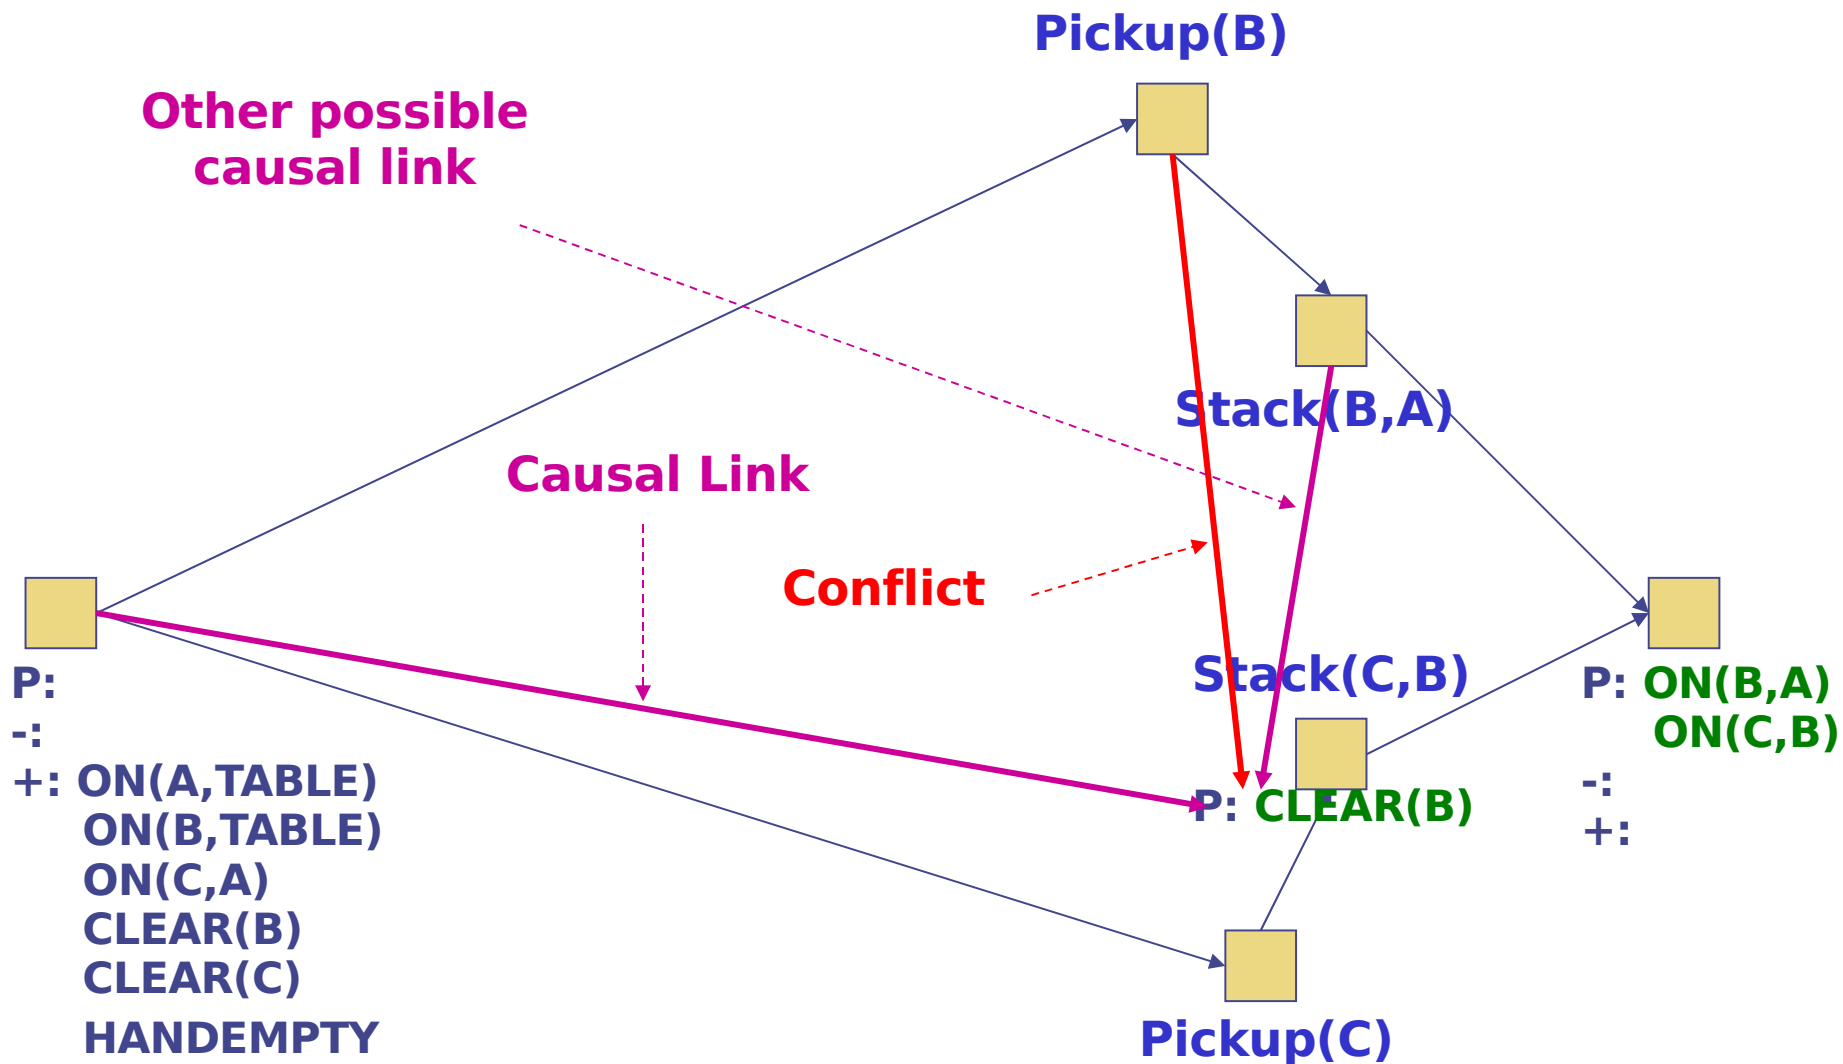 Pickup(B)
Other possible
causal link
Stack(B,A)
Causal Link
Conflict
Stack(C,B)
P: CLEAR(B)
P:
-:
+: ON(A,TABLE)
ON(B,TABLE)
ON(C,A)
CLEAR(B)
CLEAR(C)
HANDEMPTY
P: ON(B,A)
ON(C,B)
-:
+:
Pickup(C)